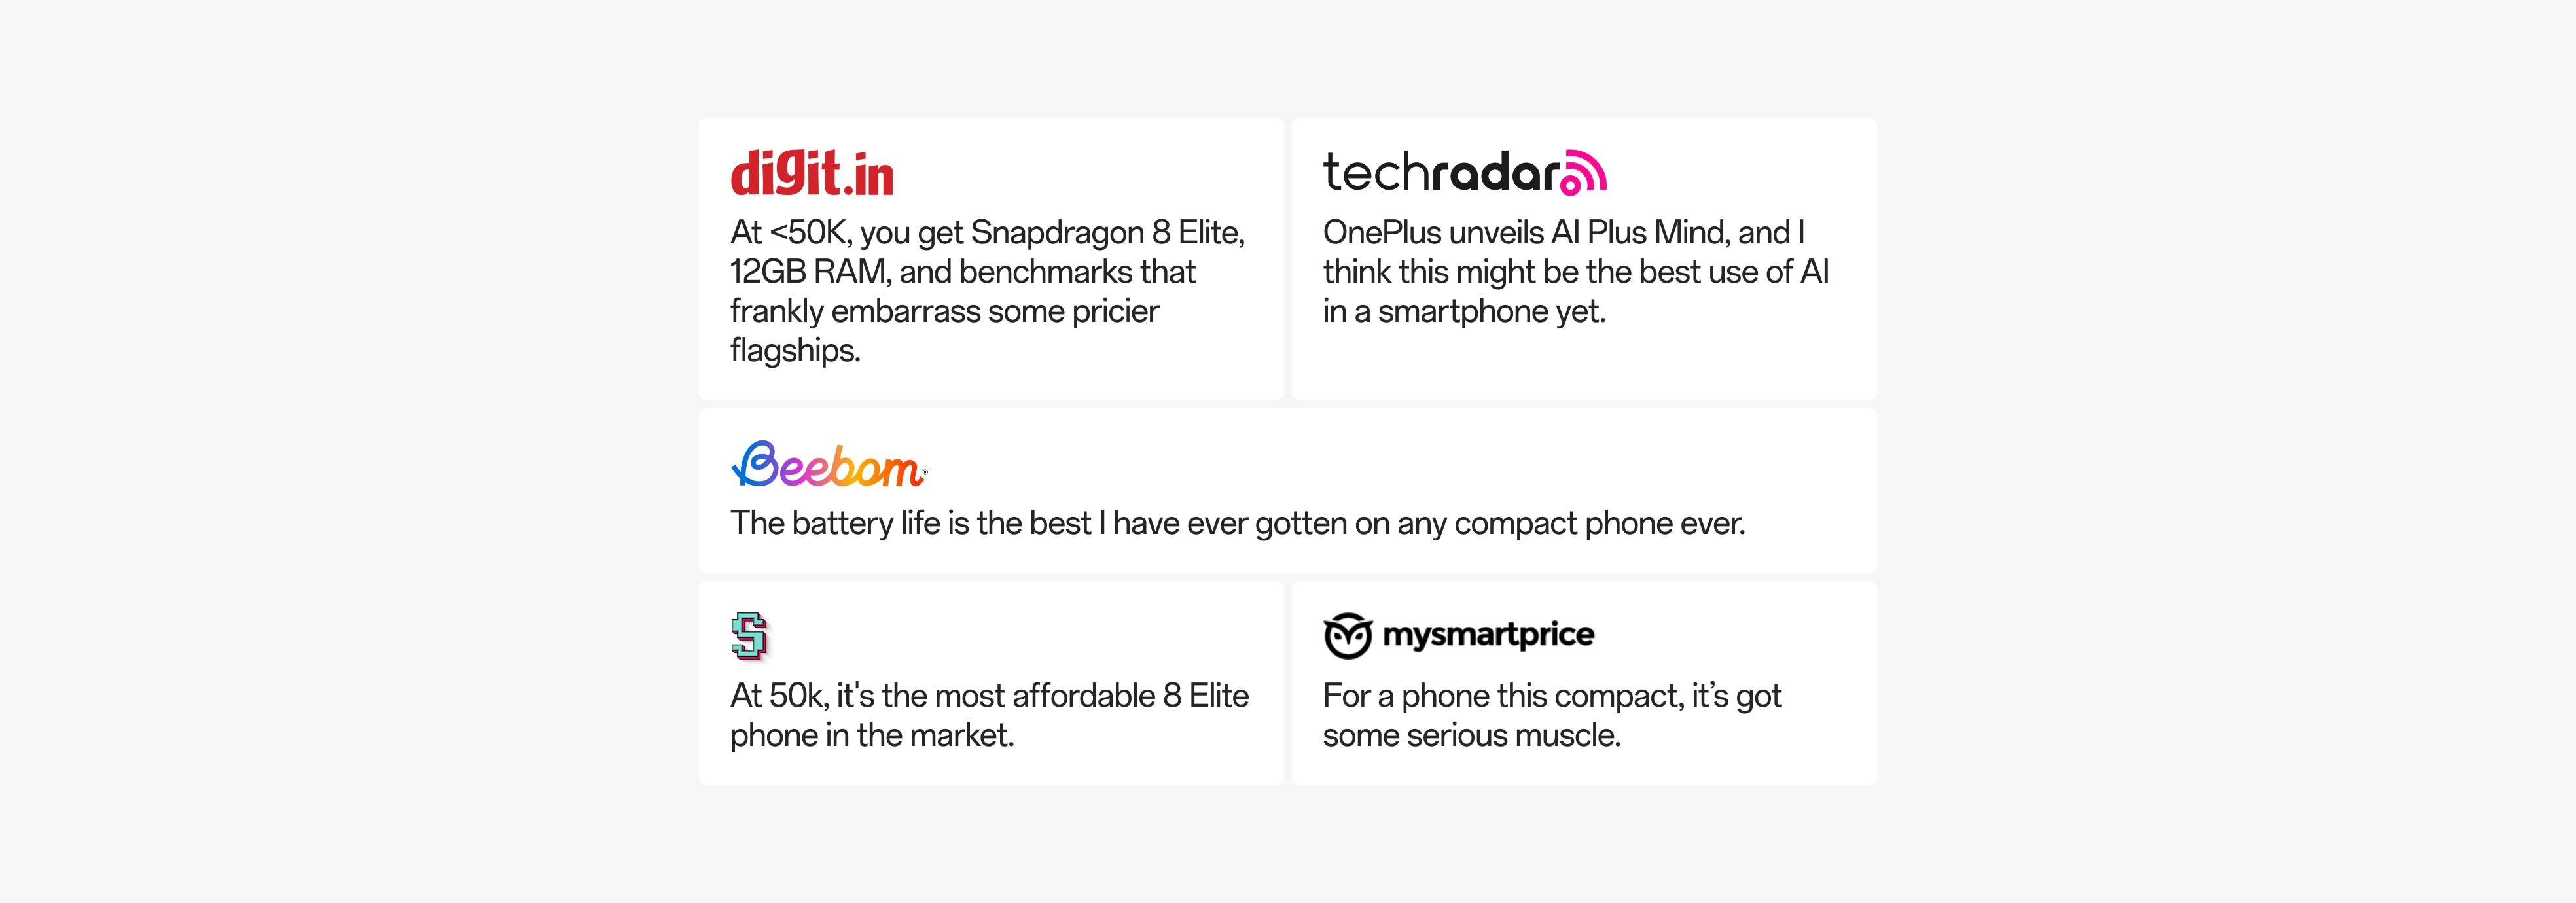 digit.in
At <50K, you get Snapdragon 8 Elite,
12GB RAM, and benchmarks that
frankly embarrass some pricier
flagships.
techradar
OnePlus unveils AI Plus Mind, and I
think this might be the best use of AI
in a smartphone yet.
Beebom®
The battery life is the best I have ever gotten on any compact phone ever.
S
At 50k, it's the most affordable 8 Elite
phone in the market.
mysmartprice
For a phone this compact, it’s got
some serious muscle.